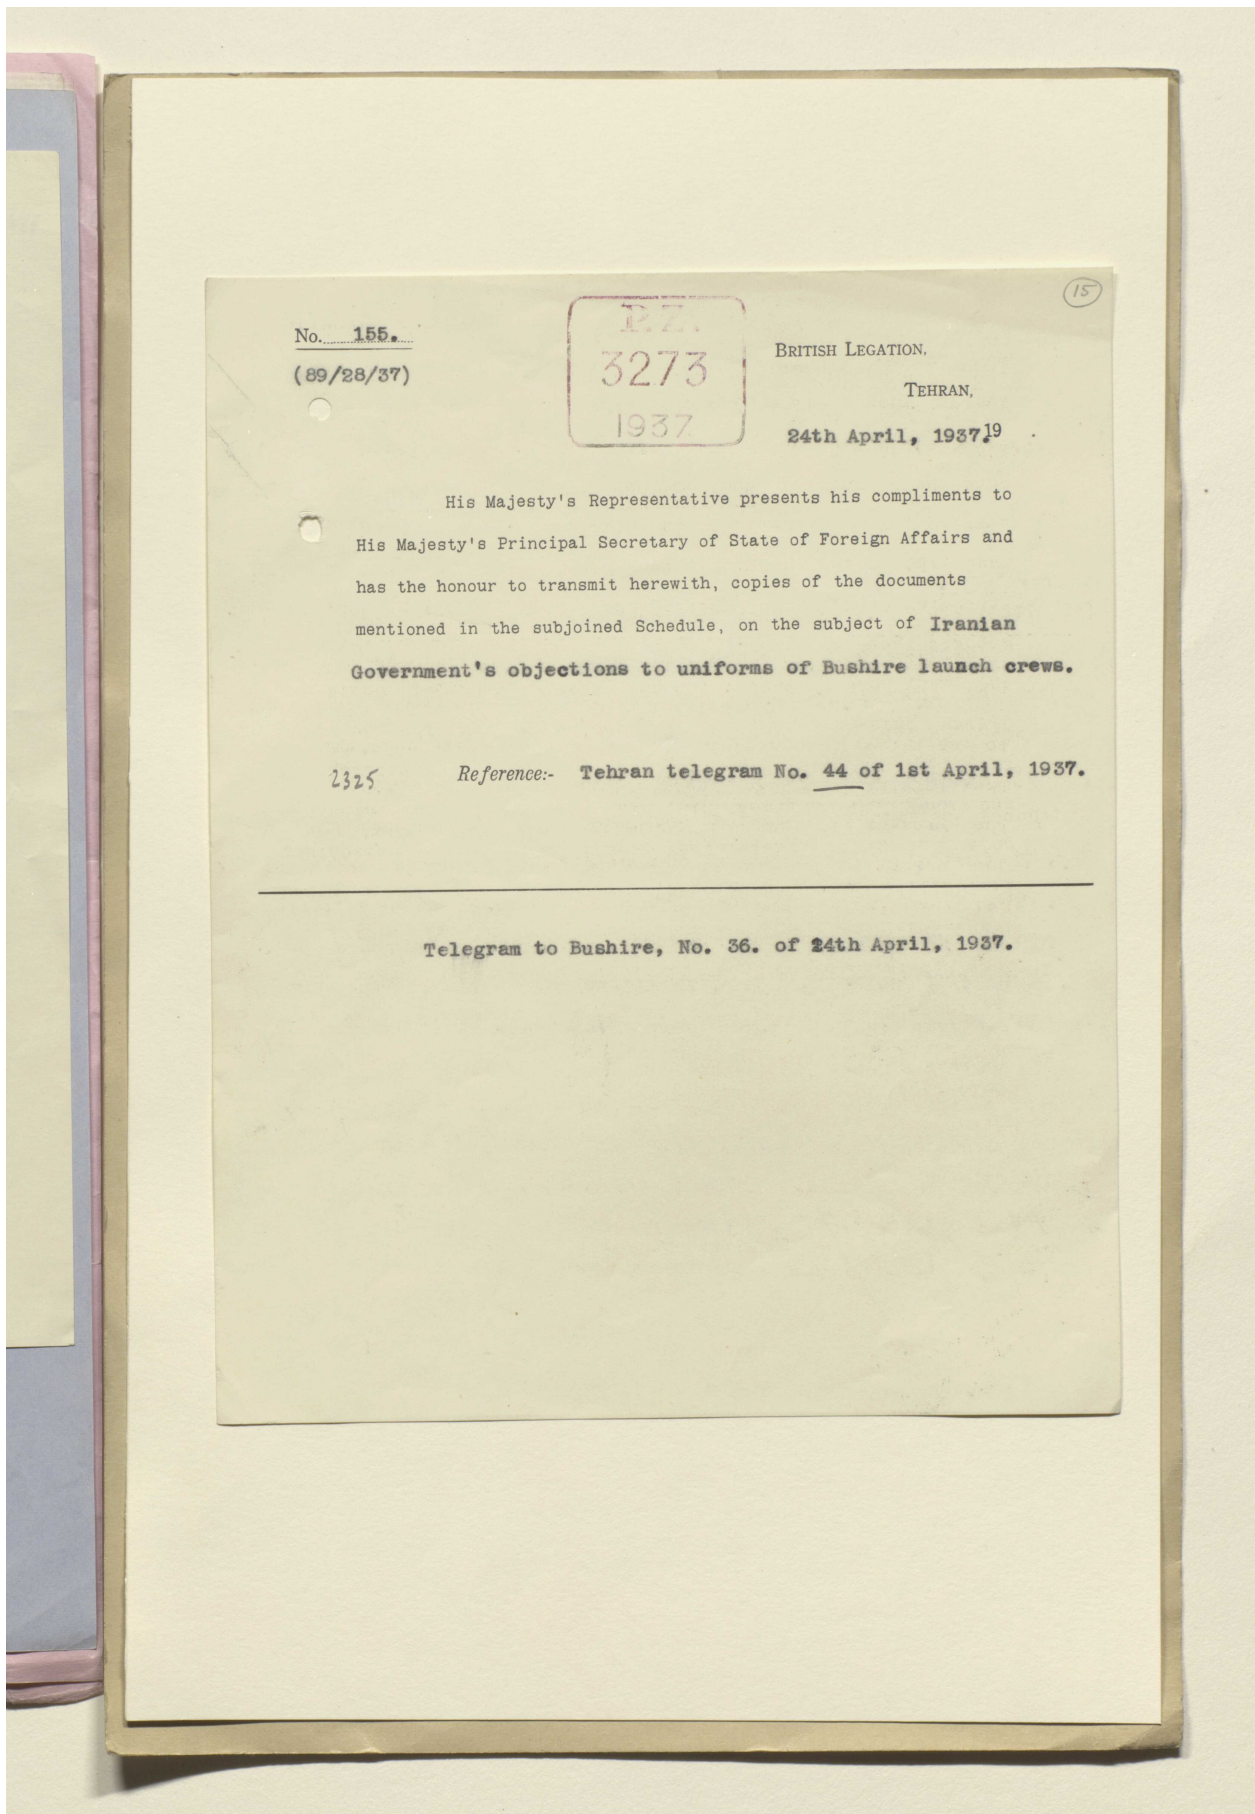 15
No. 155.
(89/28/37)
P.Z.
3273
1937
BRITISH LEGATION,
TEHRAN,
24th April, 1937.19
His Majesty's Representative presents his compliments to
His Majesty's Principal Secretary of State of Foreign Affairs and
has the honour to transmit herewith, copies of the documents
mentioned in the subjoined Schedule, on the subject of Iranian
Government's objections to uniforms of Bushire launch crews.
2325 Reference:- Tehran telegram No. 44 of 1st April, 1937.
Telegram to Bushire, No. 36. of 24th April, 1937.